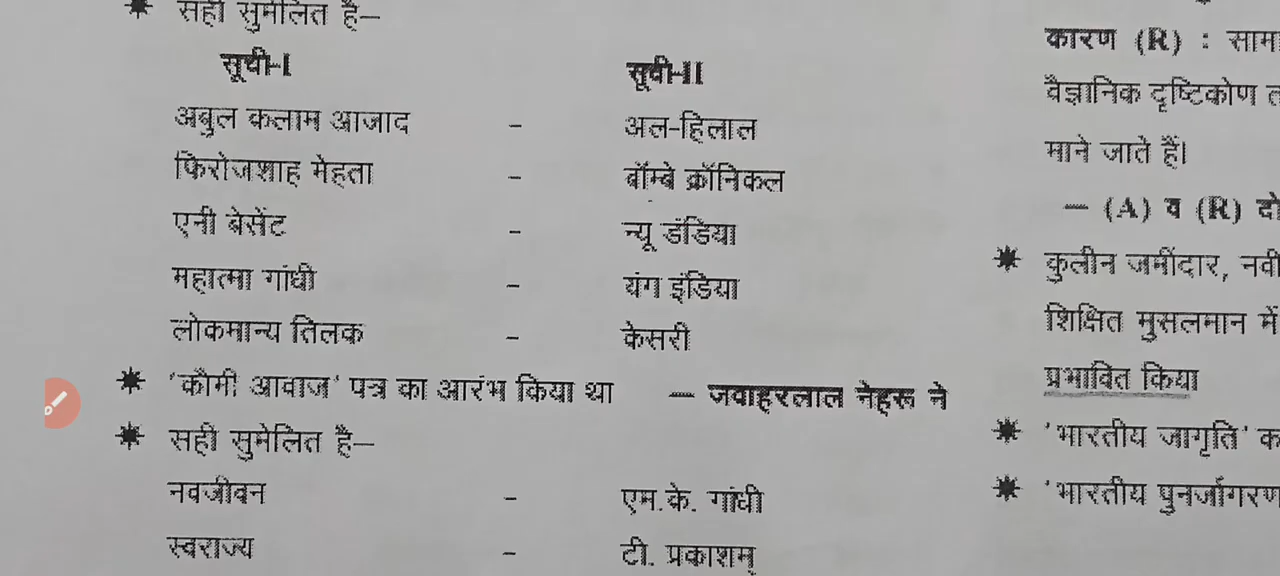 * सही सुमेलित है–
सूची-I सूची-II
अबुल कलाम आजाद - अल-हिलाल
फिरोजशाह मेहता - बॉम्बे क्रॉनिकल
एनी बेसेंट - न्यू इंडिया
महात्मा गांधी - यंग इंडिया
लोकमान्य तिलक - केसरी
* 'कौमी आवाज' पत्र का आरंभ किया था — जवाहरलाल नेहरू ने
* सही सुमेलित है–
नवजीवन - एम.के. गांधी
स्वराज्य - टी. प्रकाशम्
कारण (R) : सामा
वैज्ञानिक दृष्टिकोण
माने जाते हैं।
— (A) व (R) दो
* कुलीन जमींदार, नवी
शिक्षित मुसलमान में
प्रभावित किया
* 'भारतीय जागृति' क
* 'भारतीय पुनर्जागरण